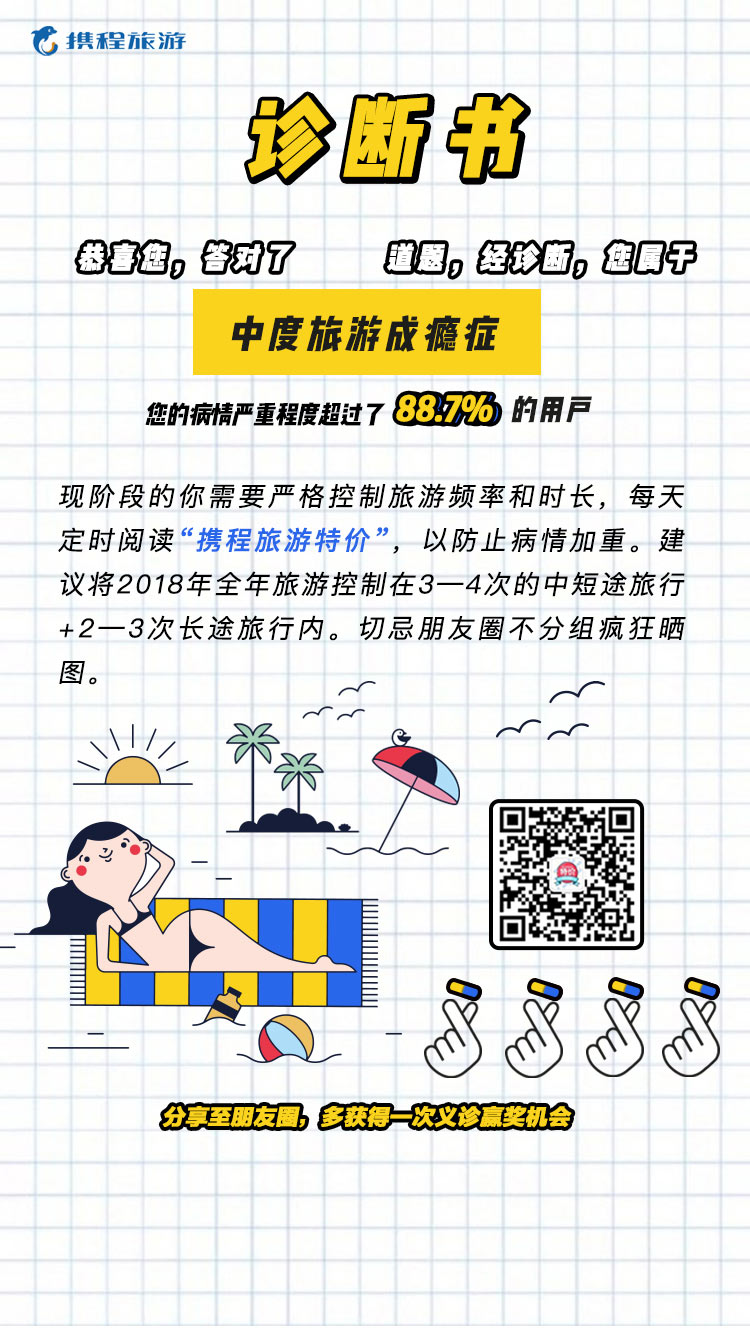 携程旅游
诊断书
恭喜您，答对了 道题，经诊断，您属于
中度旅游成瘾症
您的病情严重程度超过了 88.7% 的用户
现阶段的你需要严格控制旅游频率和时长，每天
定时阅读“携程旅游特价”，以防止病情加重。建
议将2018年全年旅游控制在3—4次的中短途旅行
+2—3次长途旅行内。切忌朋友圈不分组疯狂晒
图。
特价
分享至朋友圈，多获得一次义诊赢奖机会